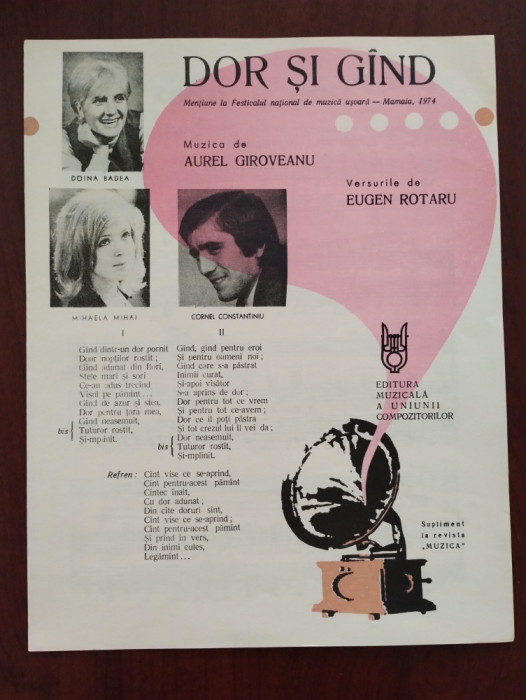 DOR ȘI GÎND
Mențiune la Festivalul național de muzică ușoară — Mamaia, 1974
Muzica de
AUREL GIROVEANU
Versurile de
EUGEN ROTARU
DOINA BADEA
MIHAELA MIHAI
CORNEL CONSTANTINIU
I
Gînd dintr-un dor pornit
Doar nopților rostit;
Gînd adunat din flori,
Stele mari și sori
Ce-au adus trecînd
Visul pe pămînt...
Gînd de azur și stea,
Dor pentru țara mea,
Gînd neasemuit,
bis Tuturor rostit,
Și-mplinit.
II
Gînd, gînd pentru eroi
Și pentru oameni noi;
Gînd care s-a păstrat
Inimii curat,
Și-apoi visător
S-a aprins de dor;
Dor pentru tot ce vrem
Și pentru tot ce-avem;
Dor ce îl poți păstra
Și tot crezul lui îl vei da;
Dor neasemuit,
bis Tuturor rostit,
Și-mplinit.
Refren: Cînt vise ce se-aprind,
Cînt pentru-acest pămînt
Cîntec înalt,
Cu dor adunat;
Din cîte doruri sînt,
Cînt vise ce se-aprind;
Cînt pentru-acest pămînt
Și prind în vers,
Din inimi cules,
Legămînt...
EDITURA
MUZICALĂ
A UNIUNII
COMPOZITORILOR
Supliment
la revista
„MUZICA"